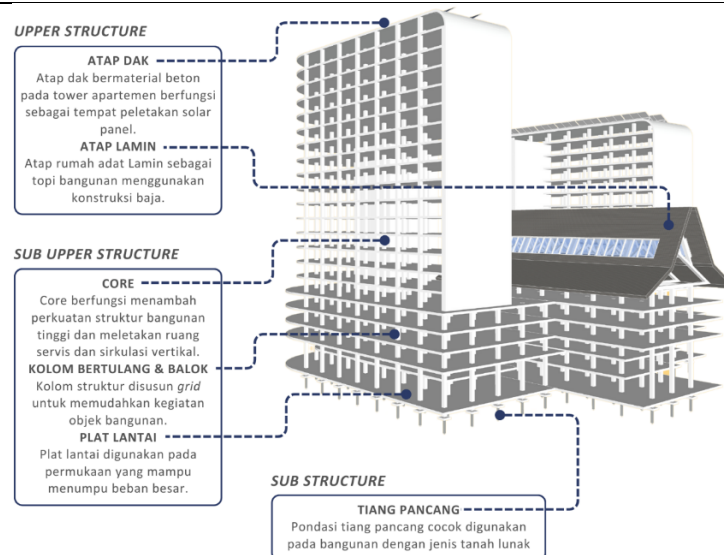 UPPER STRUCTURE
ATAP DAK
Atap dak bermaterial beton
pada tower apartemen berfungsi
sebagai tempat peletakan solar
panel.
ATAP LAMIN
Atap rumah adat Lamin sebagai
topi bangunan menggunakan
konstruksi baja.
SUB UPPER STRUCTURE
CORE
Core berfungsi menambah
perkuatan struktur bangunan
tinggi dan meletakan ruang
servis dan sirkulasi vertikal.
KOLOM BERTULANG & BALOK
Kolom struktur disusun grid
untuk memudahkan kegiatan
objek bangunan.
PLAT LANTAI
Plat lantai digunakan pada
permukaan yang mampu
menumpu beban besar.
SUB STRUCTURE
TIANG PANCANG
Pondasi tiang pancang cocok digunakan
pada bangunan dengan jenis tanah lunak